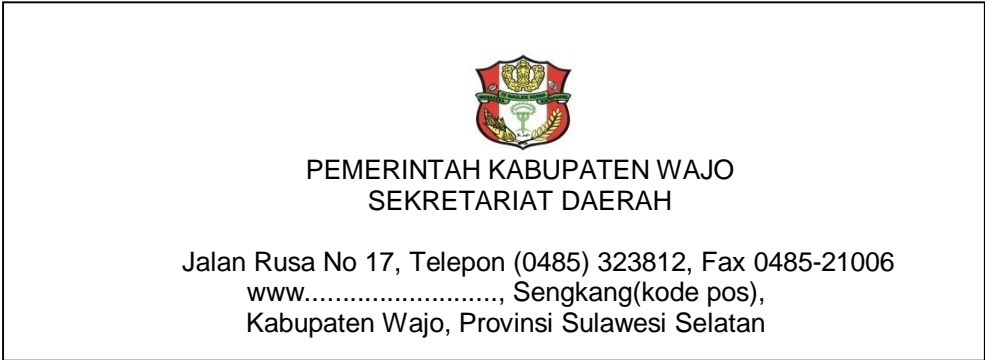 PEMERINTAH KABUPATEN WAJO
SEKRETARIAT DAERAH
Jalan Rusa No 17, Telepon (0485) 323812, Fax 0485-21006
www.........................., Sengkang(kode pos),
Kabupaten Wajo, Provinsi Sulawesi Selatan